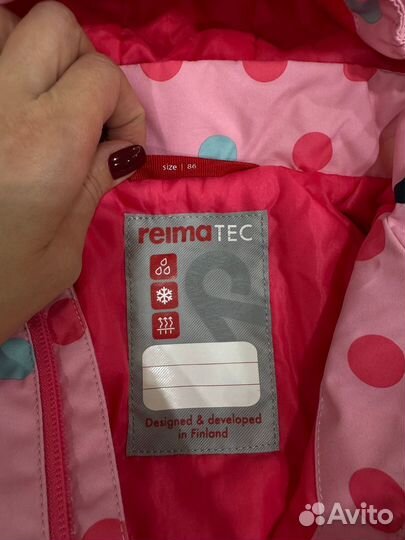 size | 86
reimaTEC
Designed & developed
in Finland
Avito